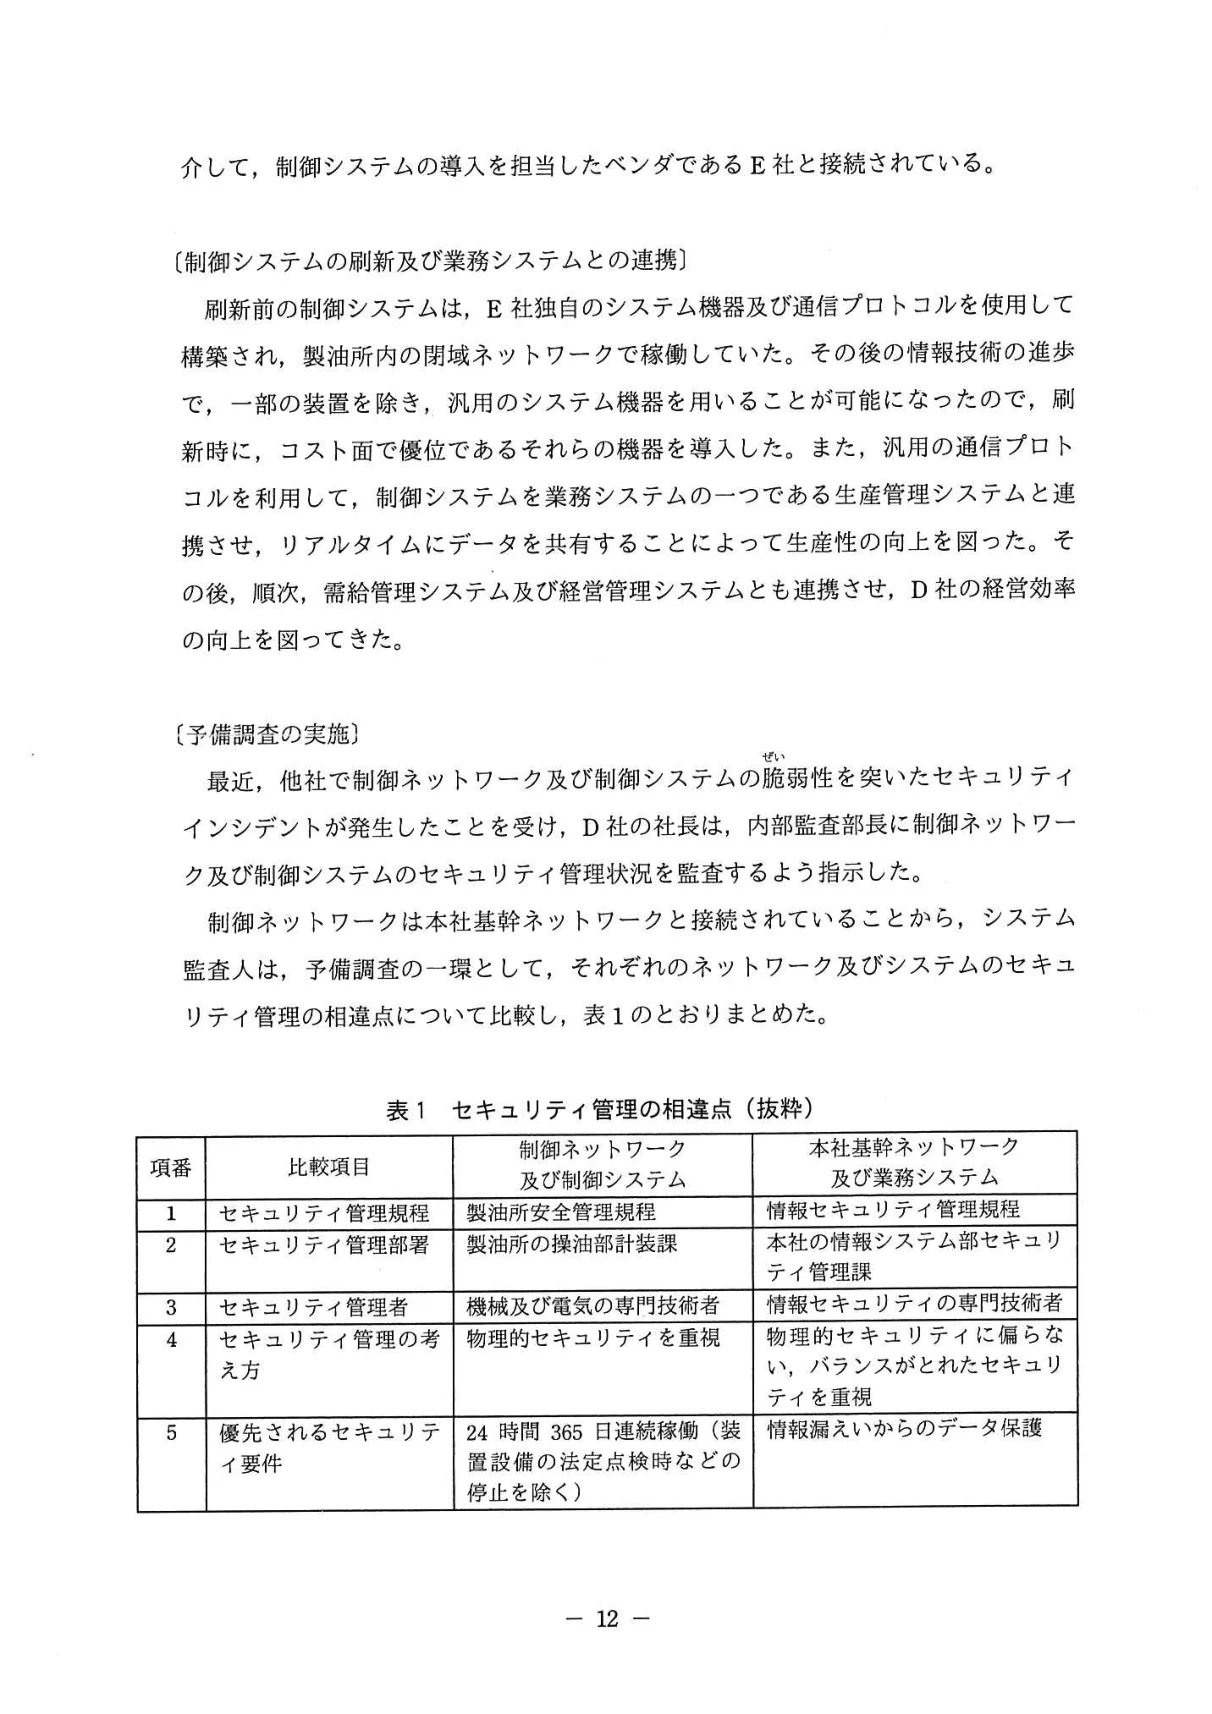 介して，制御システムの導入を担当したベンダである E 社と接続されている。
〔制御システムの刷新及び業務システムとの連携〕
刷新前の制御システムは，E 社独自のシステム機器及び通信プロトコルを使用して
構築され，製油所内の閉域ネットワークで稼働していた。その後の情報技術の進歩
で，一部の装置を除き，汎用のシステム機器を用いることが可能になったので，刷
新時に，コスト面で優位であるそれらの機器を導入した。また，汎用の通信プロト
コルを利用して，制御システムを業務システムの一つである生産管理システムと連
携させ，リアルタイムにデータを共有することによって生産性の向上を図った。そ
の後，順次，需給管理システム及び経営管理システムとも連携させ，D 社の経営効率
の向上を図ってきた。
〔予備調査の実施〕
ぜい
最近，他社で制御ネットワーク及び制御システムの脆弱性を突いたセキュリティ
インシデントが発生したことを受け，D 社の社長は，内部監査部長に制御ネットワー
ク及び制御システムのセキュリティ管理状況を監査するよう指示した。
制御ネットワークは本社基幹ネットワークと接続されていることから，システム
監査人は，予備調査の一環として，それぞれのネットワーク及びシステムのセキュ
リティ管理の相違点について比較し，表 1 のとおりまとめた。
表 1　セキュリティ管理の相違点（抜粋）
項番　比較項目　制御ネットワーク　本社基幹ネットワーク
及び制御システム　及び業務システム
1　セキュリティ管理規程　製油所安全管理規程　情報セキュリティ管理規程
2　セキュリティ管理部署　製油所の操油部計装課　本社の情報システム部セキュリ
ティ管理課
3　セキュリティ管理者　機械及び電気の専門技術者　情報セキュリティの専門技術者
4　セキュリティ管理の考　物理的セキュリティを重視　物理的セキュリティに偏らな
え方　い，バランスがとれたセキュリ
ティを重視
5　優先されるセキュリテ　24 時間 365 日連続稼働（装　情報漏えいからのデータ保護
ィ要件　置設備の法定点検時などの
停止を除く）
－ 12 －